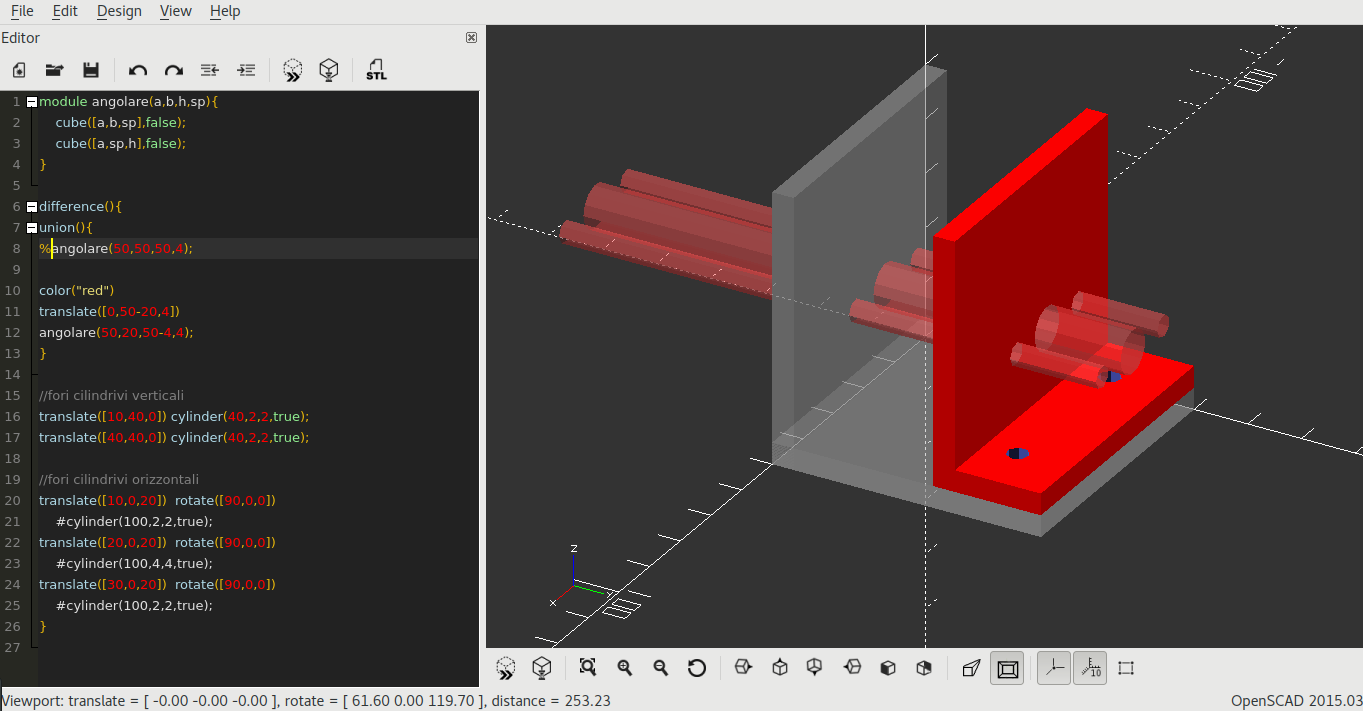 File Edit Design View Help
Editor
STL
1 module angolare(a,b,h,sp){
2 cube([a,b,sp],false);
3 cube([a,sp,h],false);
4 }
5
6 difference(){
7 union(){
8 %angolare(50,50,50,4);
9
10 color("red")
11 translate([0,50-20,4])
12 angolare(50,20,50-4,4);
13 }
14
15 //fori cilindrivi verticali
16 translate([10,40,0]) cylinder(40,2,2,true);
17 translate([40,40,0]) cylinder(40,2,2,true);
18
19 //fori cilindrivi orizzontali
20 translate([10,0,20]) rotate([90,0,0])
21 #cylinder(100,2,2,true);
22 translate([20,0,20]) rotate([90,0,0])
23 #cylinder(100,4,4,true);
24 translate([30,0,20]) rotate([90,0,0])
25 #cylinder(100,2,2,true);
26 }
27
z
x
y
10
Viewport: translate = [ -0.00 -0.00 -0.00 ], rotate = [ 61.60 0.00 119.70 ], distance = 253.23
OpenSCAD 2015.03